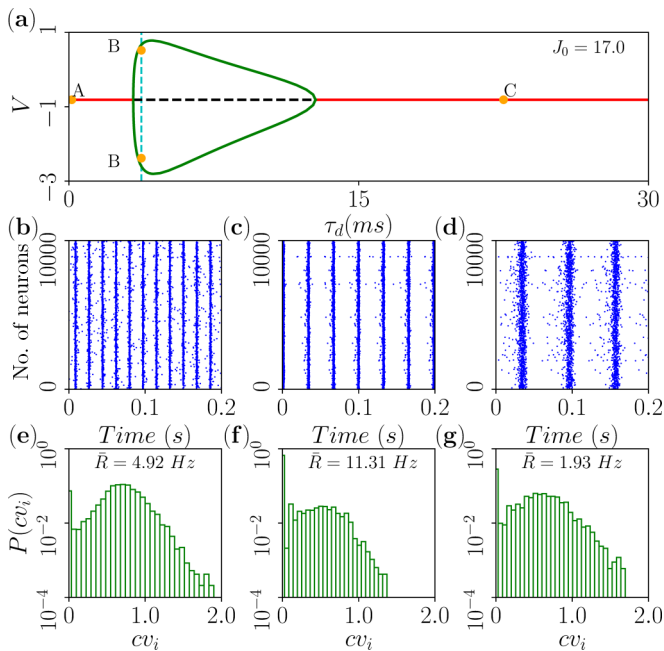 (a)
1
B
J₀ = 17.0
V
−1
A
C
B
−3
0
15
30
τ_d(ms)
(b)
(c)
(d)
No. of neurons
10000
10000
10000
0
0
0
0
0.1
0.2
0
0.1
0.2
0
0.1
0.2
Time (s)
Time (s)
Time (s)
(e)
(f)
(g)
R̄ = 4.92 Hz
R̄ = 11.31 Hz
R̄ = 1.93 Hz
P(cv_i)
10⁰
10⁻²
10⁻⁴
10⁰
10⁻²
10⁻⁴
10⁰
10⁻²
10⁻⁴
0
1.0
2.0
0
1.0
2.0
0
1.0
2.0
cv_i
cv_i
cv_i